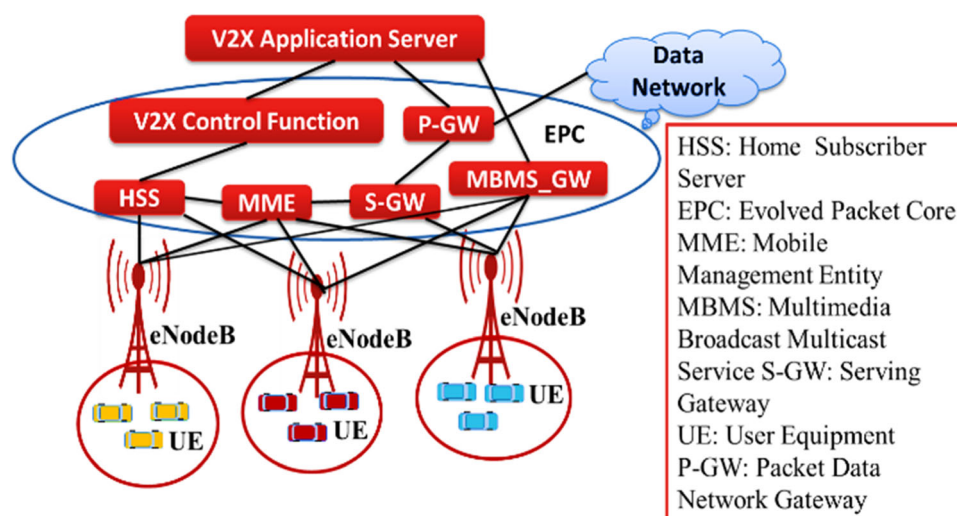 V2X Application Server
Data
Network
V2X Control Function
P-GW
EPC
HSS
MME
S-GW
MBMS_GW
eNodeB
eNodeB
eNodeB
UE
UE
UE
HSS: Home Subscriber
Server
EPC: Evolved Packet Core
MME: Mobile
Management Entity
MBMS: Multimedia
Broadcast Multicast
Service S-GW: Serving
Gateway
UE: User Equipment
P-GW: Packet Data
Network Gateway